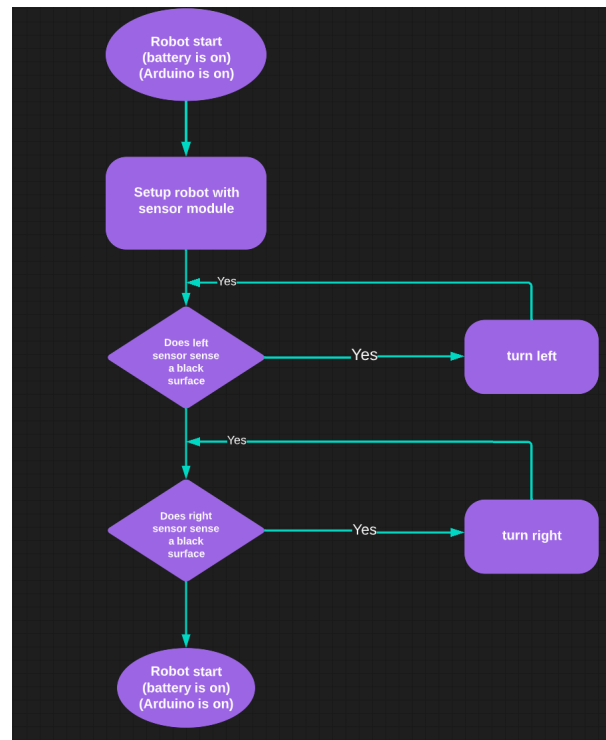 Robot start
(battery is on)
(Arduino is on)
Setup robot with
sensor module
Yes
Does left
sensor sense
a black
surface
Yes
turn left
Yes
Does right
sensor sense
a black
surface
Yes
turn right
Robot start
(battery is on)
(Arduino is on)